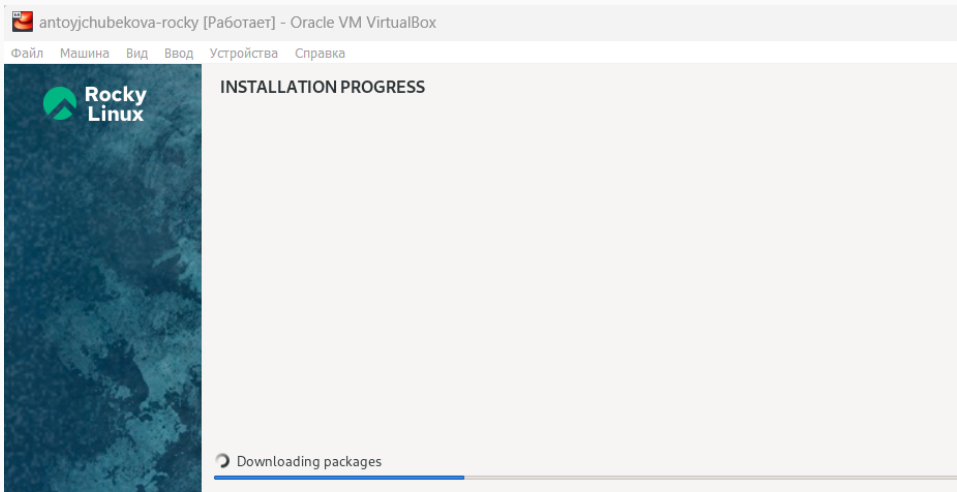 antoyjchubekova-rocky [Работает] - Oracle VM VirtualBox
Файл Машина Вид Ввод Устройства Справка
Rocky
Linux
INSTALLATION PROGRESS
Downloading packages